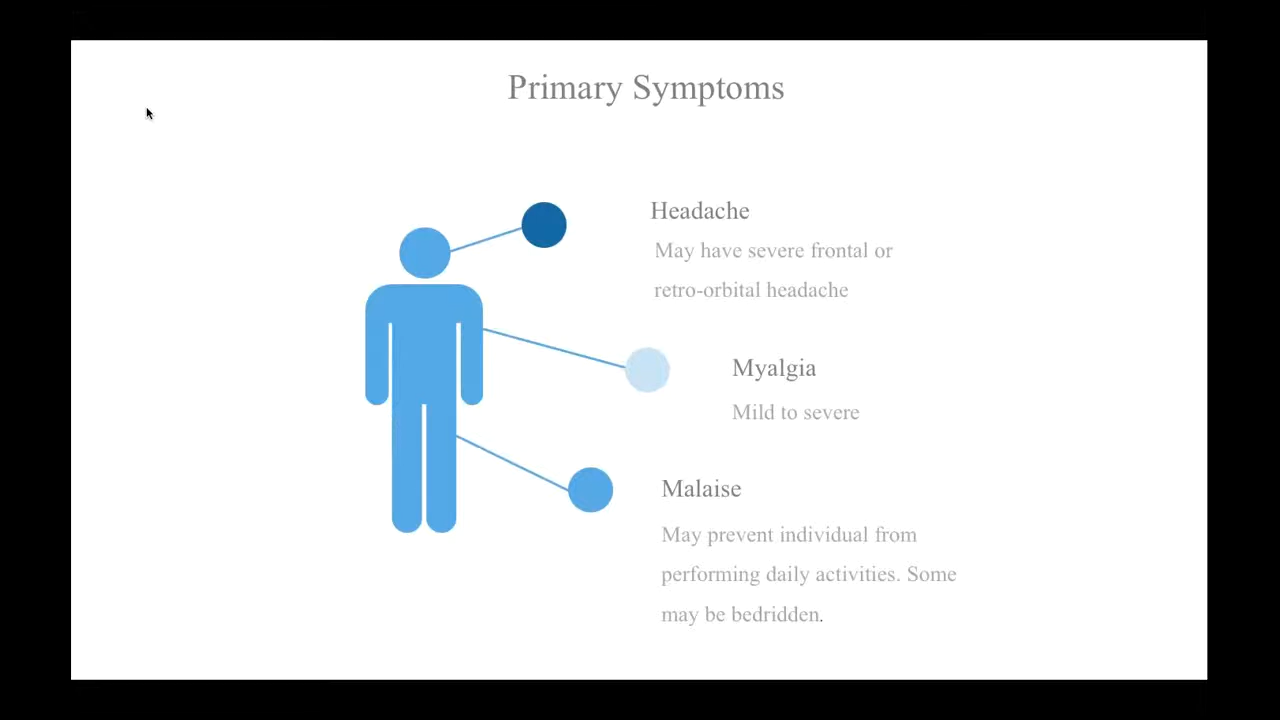 Primary Symptoms
Headache
May have severe frontal or
retro-orbital headache
Myalgia
Mild to severe
Malaise
May prevent individual from
performing daily activities. Some
may be bedridden.